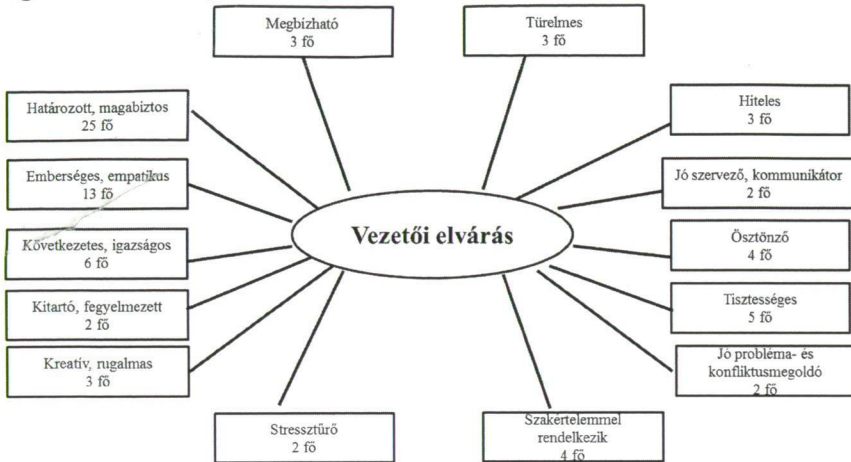 Megbízható
3 fő
Türelmes
3 fő
Határozott, magabiztos
25 fő
Hiteles
3 fő
Emberséges, empatikus
13 fő
Jó szervező, kommunikátor
2 fő
Vezetői elvárás
Következetes, igazságos
6 fő
Ösztönző
4 fő
Kitartó, fegyelmezett
2 fő
Tisztességes
5 fő
Kreatív, rugalmas
3 fő
Jó probléma- és
konfliktusmegoldó
2 fő
Stressztűrő
2 fő
Szakértelemmel
rendelkezik
4 fő